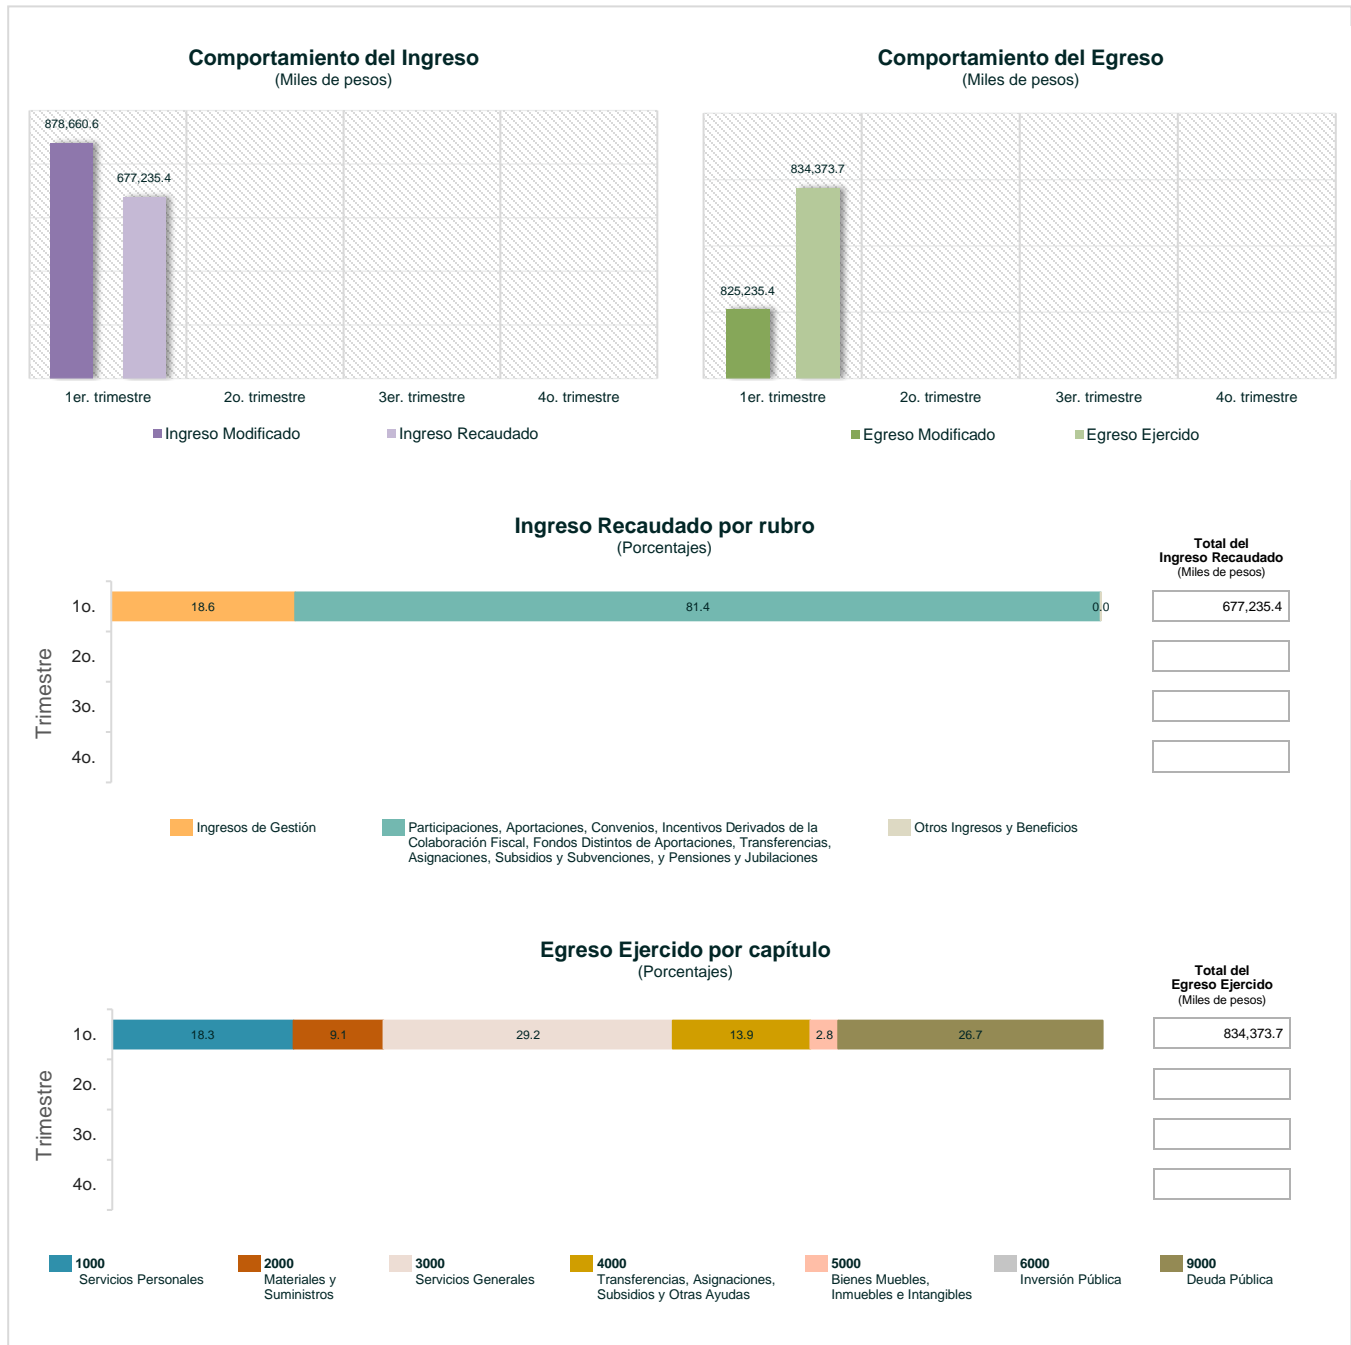 Comportamiento del Ingreso
(Miles de pesos)
878,660.6
677,235.4
1er. trimestre
2o. trimestre
3er. trimestre
4o. trimestre
Ingreso Modificado
Ingreso Recaudado
Comportamiento del Egreso
(Miles de pesos)
834,373.7
825,235.4
1er. trimestre
2o. trimestre
3er. trimestre
4o. trimestre
Egreso Modificado
Egreso Ejercido
Ingreso Recaudado por rubro
(Porcentajes)
Total del
Ingreso Recaudado
(Miles de pesos)
Trimestre
1o.
18.6
81.4
0.0
677,235.4
2o.
3o.
4o.
Ingresos de Gestión
Participaciones, Aportaciones, Convenios, Incentivos Derivados de la
Colaboración Fiscal, Fondos Distintos de Aportaciones, Transferencias,
Asignaciones, Subsidios y Subvenciones, y Pensiones y Jubilaciones
Otros Ingresos y Beneficios
Egreso Ejercido por capítulo
(Porcentajes)
Total del
Egreso Ejercido
(Miles de pesos)
Trimestre
1o.
18.3
9.1
29.2
13.9
2.8
26.7
834,373.7
2o.
3o.
4o.
1000
Servicios Personales
2000
Materiales y
Suministros
3000
Servicios Generales
4000
Transferencias, Asignaciones,
Subsidios y Otras Ayudas
5000
Bienes Muebles,
Inmuebles e Intangibles
6000
Inversión Pública
9000
Deuda Pública